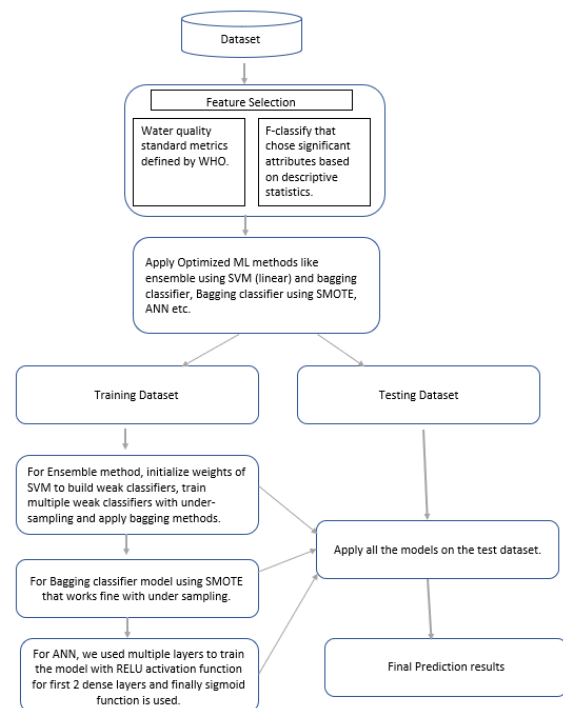 Dataset
Feature Selection
Water quality
standard metrics
defined by WHO.
F-classify that
chose significant
attributes based
on descriptive
statistics.
Apply Optimized ML methods like
ensemble using SVM (linear) and bagging
classifier, Bagging classifier using SMOTE,
ANN etc.
Training Dataset
Testing Dataset
For Ensemble method, initialize weights of
SVM to build weak classifiers, train
multiple weak classifiers with under-
sampling and apply bagging methods.
Apply all the models on the test dataset.
For Bagging classifier model using SMOTE
that works fine with under sampling.
For ANN, we used multiple layers to train
the model with RELU activation function
for first 2 dense layers and finally sigmoid
function is used.
Final Prediction results